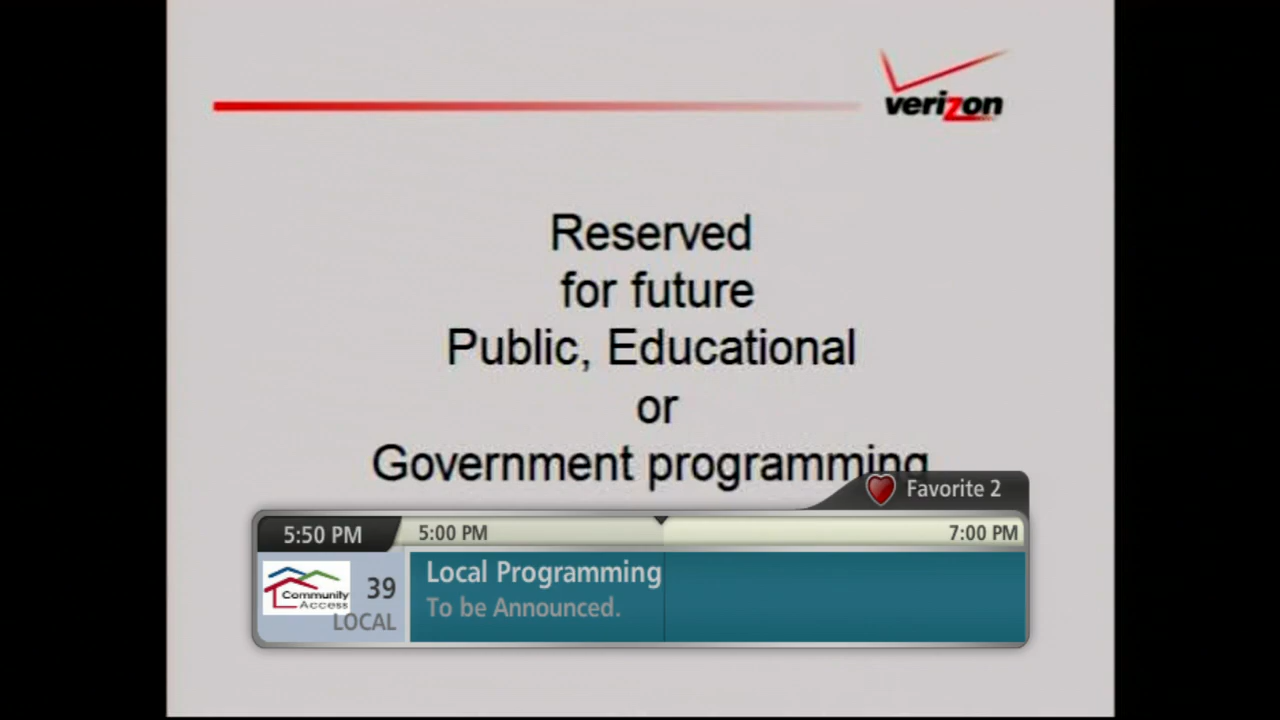 verizon
Reserved
for future
Public, Educational
or
Government programming
Favorite 2
5:50 PM 5:00 PM 7:00 PM
Community
Access
39
LOCAL
Local Programming
To be Announced.